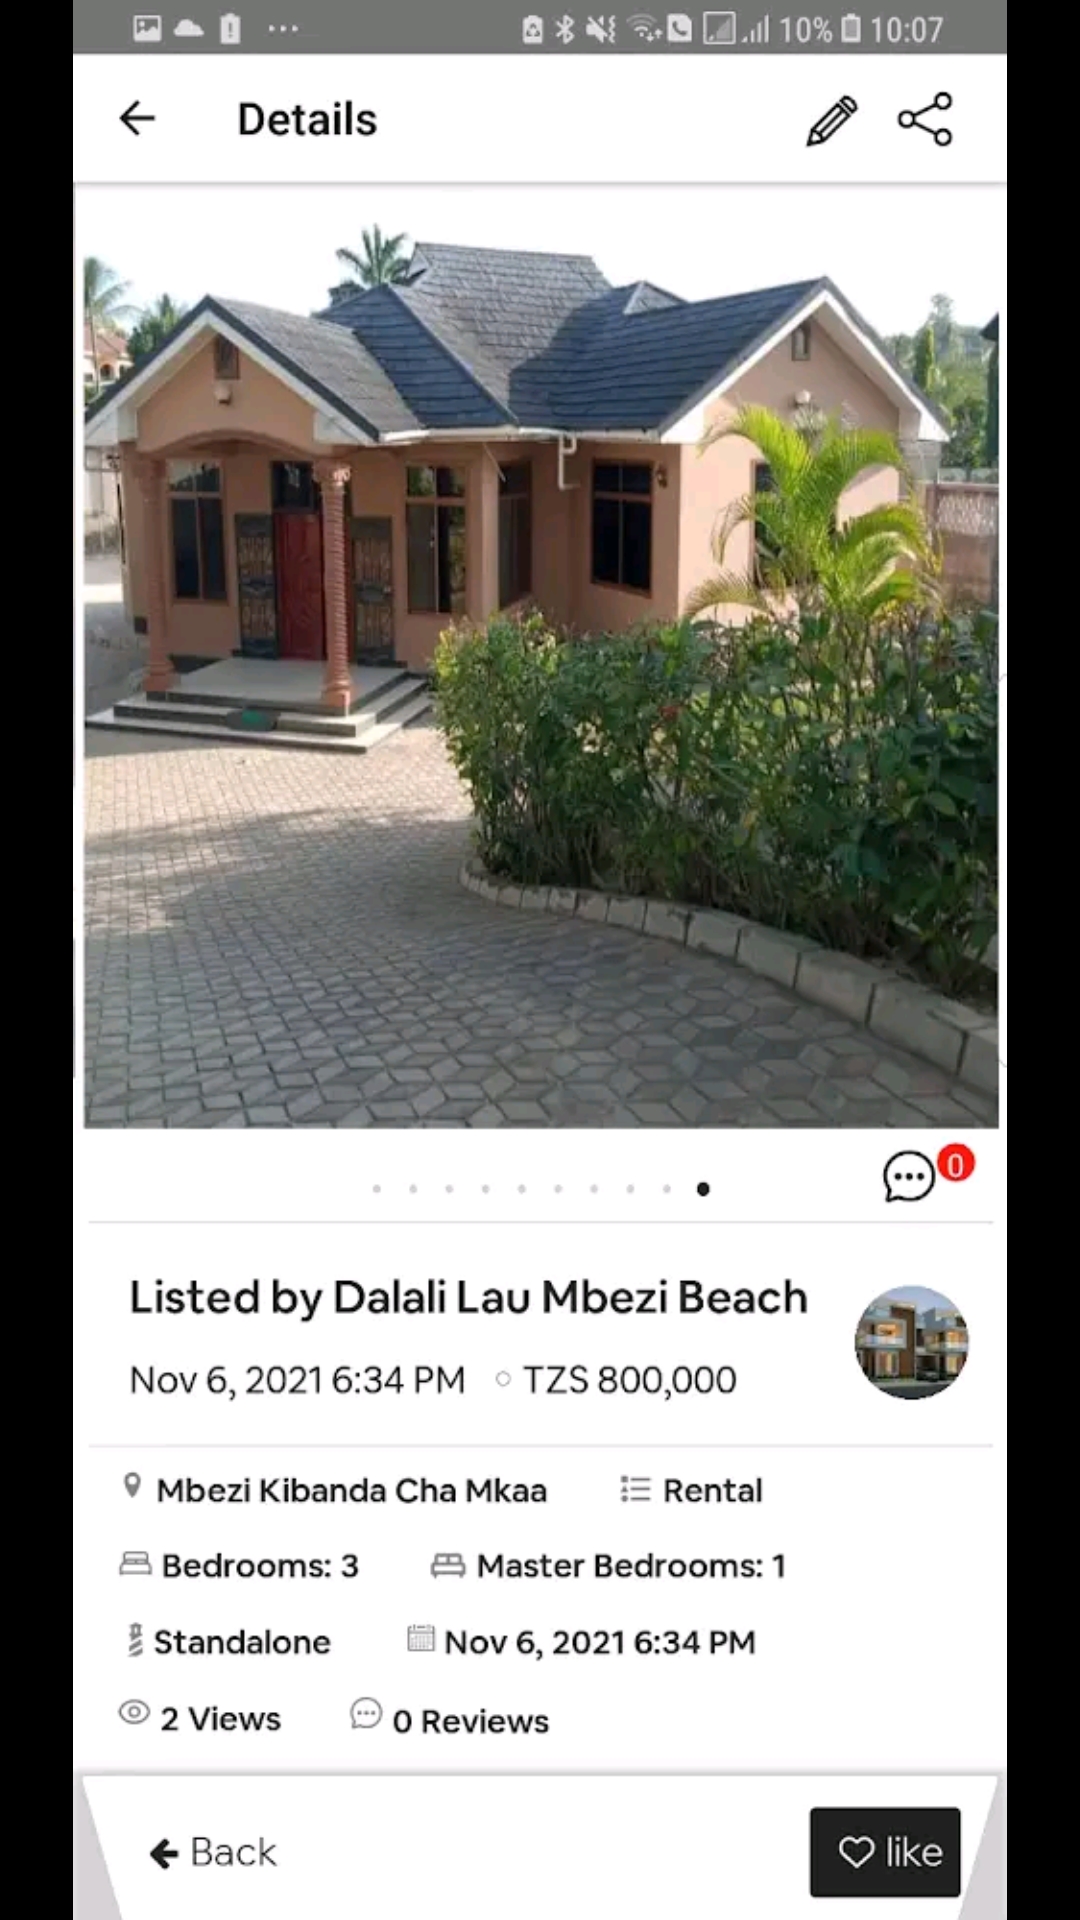 10% 10:07
Details
0
Listed by Dalali Lau Mbezi Beach
Nov 6, 2021 6:34 PM ○ TZS 800,000
Mbezi Kibanda Cha Mkaa Rental
Bedrooms: 3 Master Bedrooms: 1
Standalone Nov 6, 2021 6:34 PM
2 Views 0 Reviews
Back like